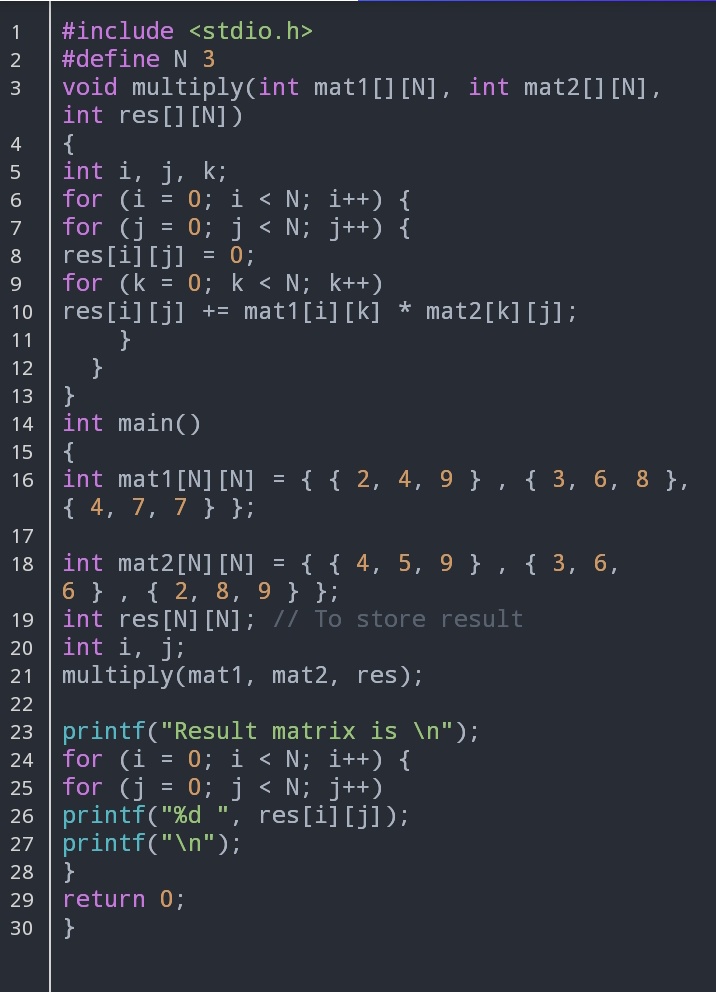 1 #include <stdio.h>
2 #define N 3
3 void multiply(int mat1[][N], int mat2[][N],
int res[][N])
4 {
5 int i, j, k;
6 for (i = 0; i < N; i++) {
7 for (j = 0; j < N; j++) {
8 res[i][j] = 0;
9 for (k = 0; k < N; k++)
10 res[i][j] += mat1[i][k] * mat2[k][j];
11     }
12   }
13 }
14 int main()
15 {
16 int mat1[N][N] = { { 2, 4, 9 } , { 3, 6, 8 },
{ 4, 7, 7 } };
17
18 int mat2[N][N] = { { 4, 5, 9 } , { 3, 6,
6 } , { 2, 8, 9 } };
19 int res[N][N]; // To store result
20 int i, j;
21 multiply(mat1, mat2, res);
22
23 printf("Result matrix is \n");
24 for (i = 0; i < N; i++) {
25 for (j = 0; j < N; j++)
26 printf("%d ", res[i][j]);
27 printf("\n");
28 }
29 return 0;
30 }